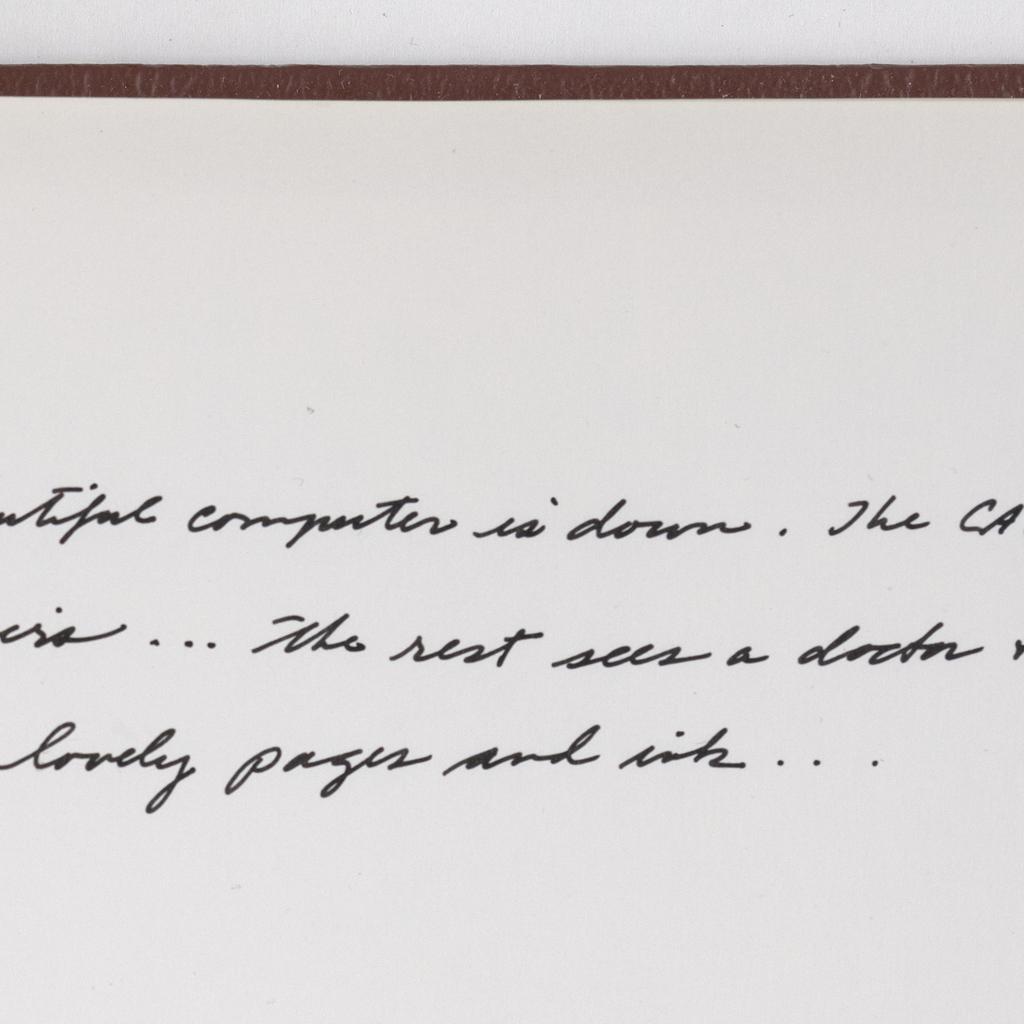 utiful computer is down. The CA
ers ... The rest sees a doctor
lovely pages and ink....